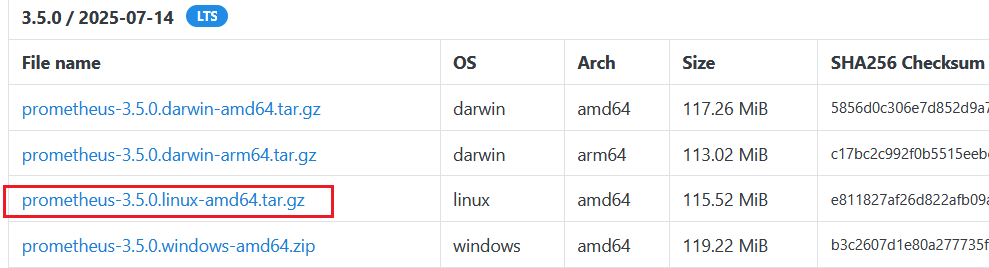 3.5.0 / 2025-07-14 LTS
File name OS Arch Size SHA256 Checksum
prometheus-3.5.0.darwin-amd64.tar.gz darwin amd64 117.26 MiB 5856d0c306e7d852d9a7
prometheus-3.5.0.darwin-arm64.tar.gz darwin arm64 113.02 MiB c17bc2c992f0b5515eeb
prometheus-3.5.0.linux-amd64.tar.gz linux amd64 115.52 MiB e811827af26d822afb09
prometheus-3.5.0.windows-amd64.zip windows amd64 119.22 MiB b3c2607d1e80a277735f